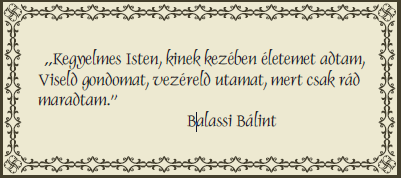 „Kegyelmes Isten, kinek kezében életemet adtam,
Viseld gondomat, vezéreld utamat, mert csak rád
maradtam.”
Balassi Bálint